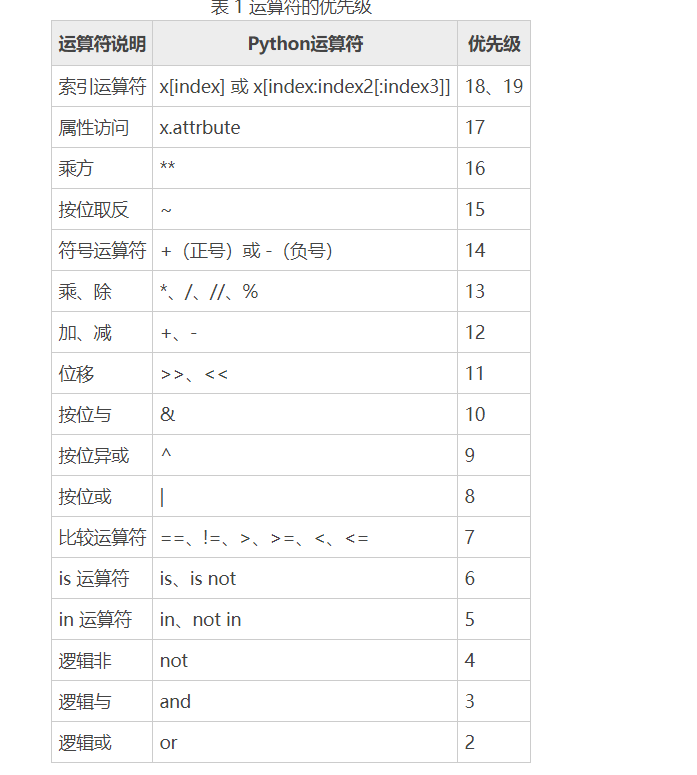 表 1 运算符的优先级
运算符说明 Python运算符 优先级
索引运算符 x[index] 或 x[index:index2[:index3]] 18、19
属性访问 x.attrbute 17
乘方 ** 16
按位取反 ~ 15
符号运算符 +（正号）或 -（负号） 14
乘、除 *、/、//、% 13
加、减 +、- 12
位移 >>、<< 11
按位与 & 10
按位异或 ^ 9
按位或 | 8
比较运算符 ==、!=、>、>=、<、<= 7
is 运算符 is、is not 6
in 运算符 in、not in 5
逻辑非 not 4
逻辑与 and 3
逻辑或 or 2